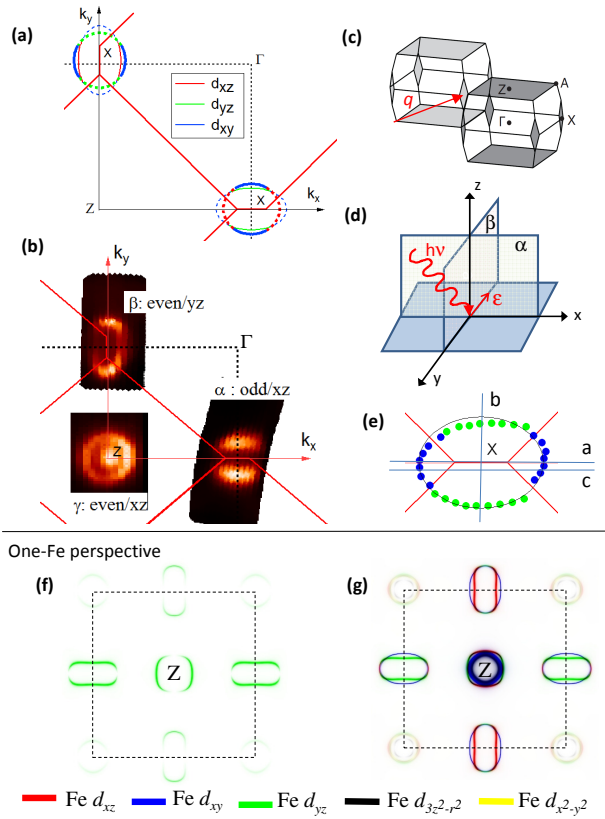 (a)
k_y
X
Γ
d_xz
d_yz
d_xy
Z
X
k_x
(b)
k_y
β: even/yz
Γ
α : odd/xz
k_x
Z
γ: even/xz
(c)
q
Z
A
Γ
X
(d)
z
β
α
hν
ε
x
y
(e)
b
X
a
c
One-Fe perspective
(f)
Z
(g)
Z
Fe d_xz Fe d_xy Fe d_yz Fe d_3z²-r² Fe d_x²-y²